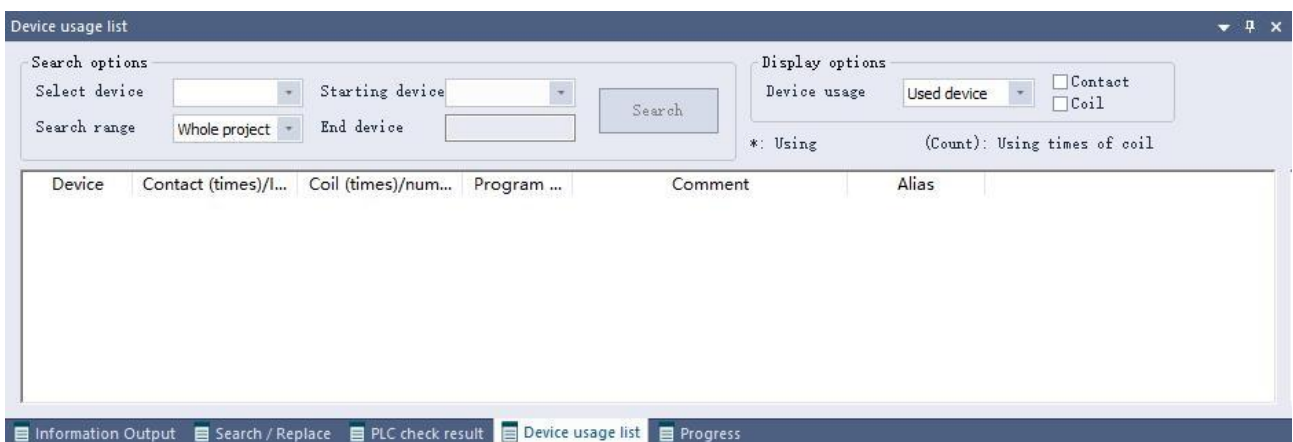 Device usage list
Search options
Display options
Select device
Starting device
Search
Device usage
Used device
Contact
Coil
Search range
Whole project
End device
*: Using
(Count): Using times of coil
Device
Contact (times)/l...
Coil (times)/num...
Program ...
Comment
Alias
Information Output
Search / Replace
PLC check result
Device usage list
Progress